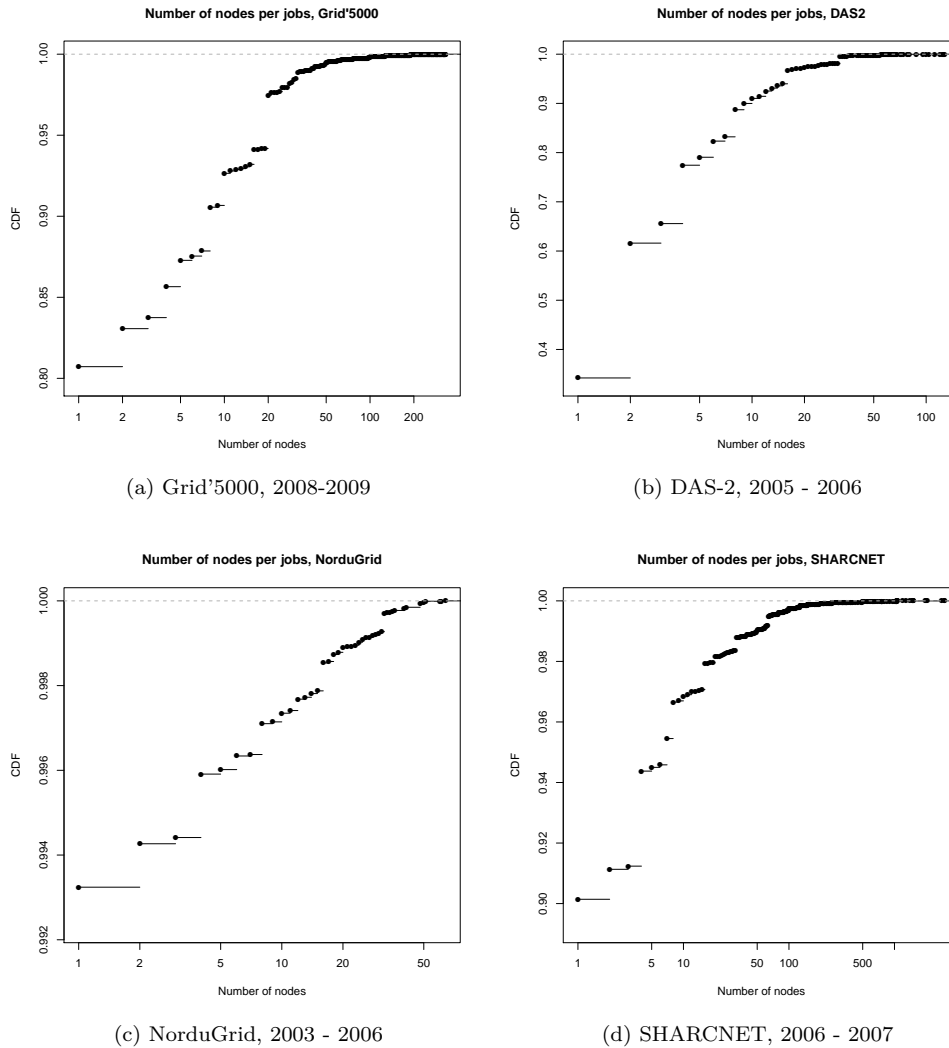 Number of nodes per jobs, Grid'5000
CDF
1.00
0.95
0.90
0.85
0.80
1 2 5 10 20 50 100 200
Number of nodes
(a) Grid'5000, 2008-2009
Number of nodes per jobs, DAS2
CDF
1.0
0.9
0.8
0.7
0.6
0.5
0.4
1 2 5 10 20 50 100
Number of nodes
(b) DAS-2, 2005 - 2006
Number of nodes per jobs, NorduGrid
CDF
1.000
0.998
0.996
0.994
0.992
1 2 5 10 20 50
Number of nodes
(c) NorduGrid, 2003 - 2006
Number of nodes per jobs, SHARCNET
CDF
1.00
0.98
0.96
0.94
0.92
0.90
1 5 10 50 100 500
Number of nodes
(d) SHARCNET, 2006 - 2007